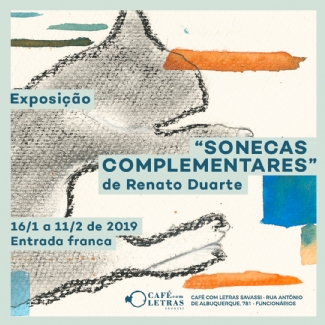 Exposição
“SONECAS
COMPLEMENTARES”
de Renato Duarte
16/1 a 11/2 de 2019
Entrada franca
CAFÉ com
LETRAS
SAVASSI
CAFÉ COM LETRAS SAVASSI - RUA ANTÔNIO
DE ALBUQUERQUE, 781 - FUNCIONÁRIOS